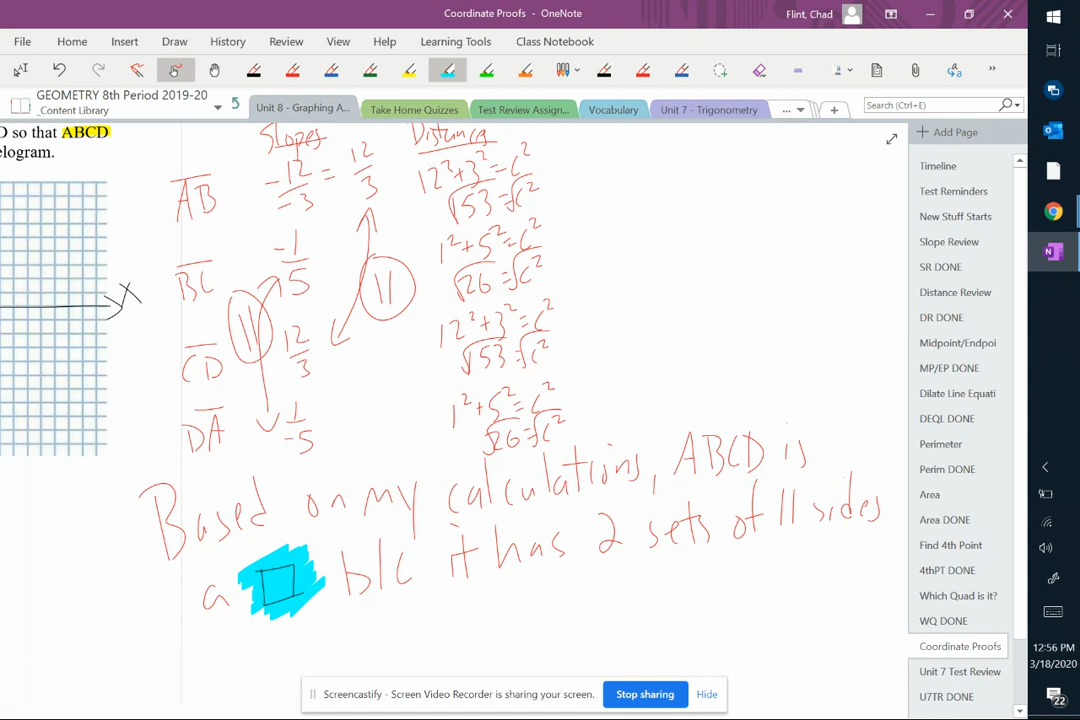 Coordinate Proofs - OneNote
Flint, Chad
File Home Insert Draw History Review View Help Learning Tools Class Notebook
GEOMETRY 8th Period 2019-20
_Content Library
Unit 8 - Graphing A...
Take Home Quizzes
Test Review Assign...
Vocabulary
Unit 7 - Trigonometry
...
Search (Ctrl+E)
D so that ABCD
elogram.
x
Slopes Distance
AB -12/-3 = 12/3 12² + 3² = c²
√153 = √c²
BC -1/5 1² + 5² = c²
√26 = √c²
||
||
CD 12/3 12² + 3² = c²
√153 = √c²
DA 1/-5 1² + 5² = c²
√26 = √c²
Based on my calculations, ABCD is
a b/c it has 2 sets of || sides
Add Page
Timeline
Test Reminders
New Stuff Starts
Slope Review
SR DONE
Distance Review
DR DONE
Midpoint/Endpoi
MP/EP DONE
Dilate Line Equati
DEQL DONE
Perimeter
Perim DONE
Area
Area DONE
Find 4th Point
4thPT DONE
Which Quad is it?
WQ DONE
Coordinate Proofs
Unit 7 Test Review
U7TR DONE
Screencastify - Screen Video Recorder is sharing your screen.
Stop sharing
Hide
12:56 PM
3/18/2020
22